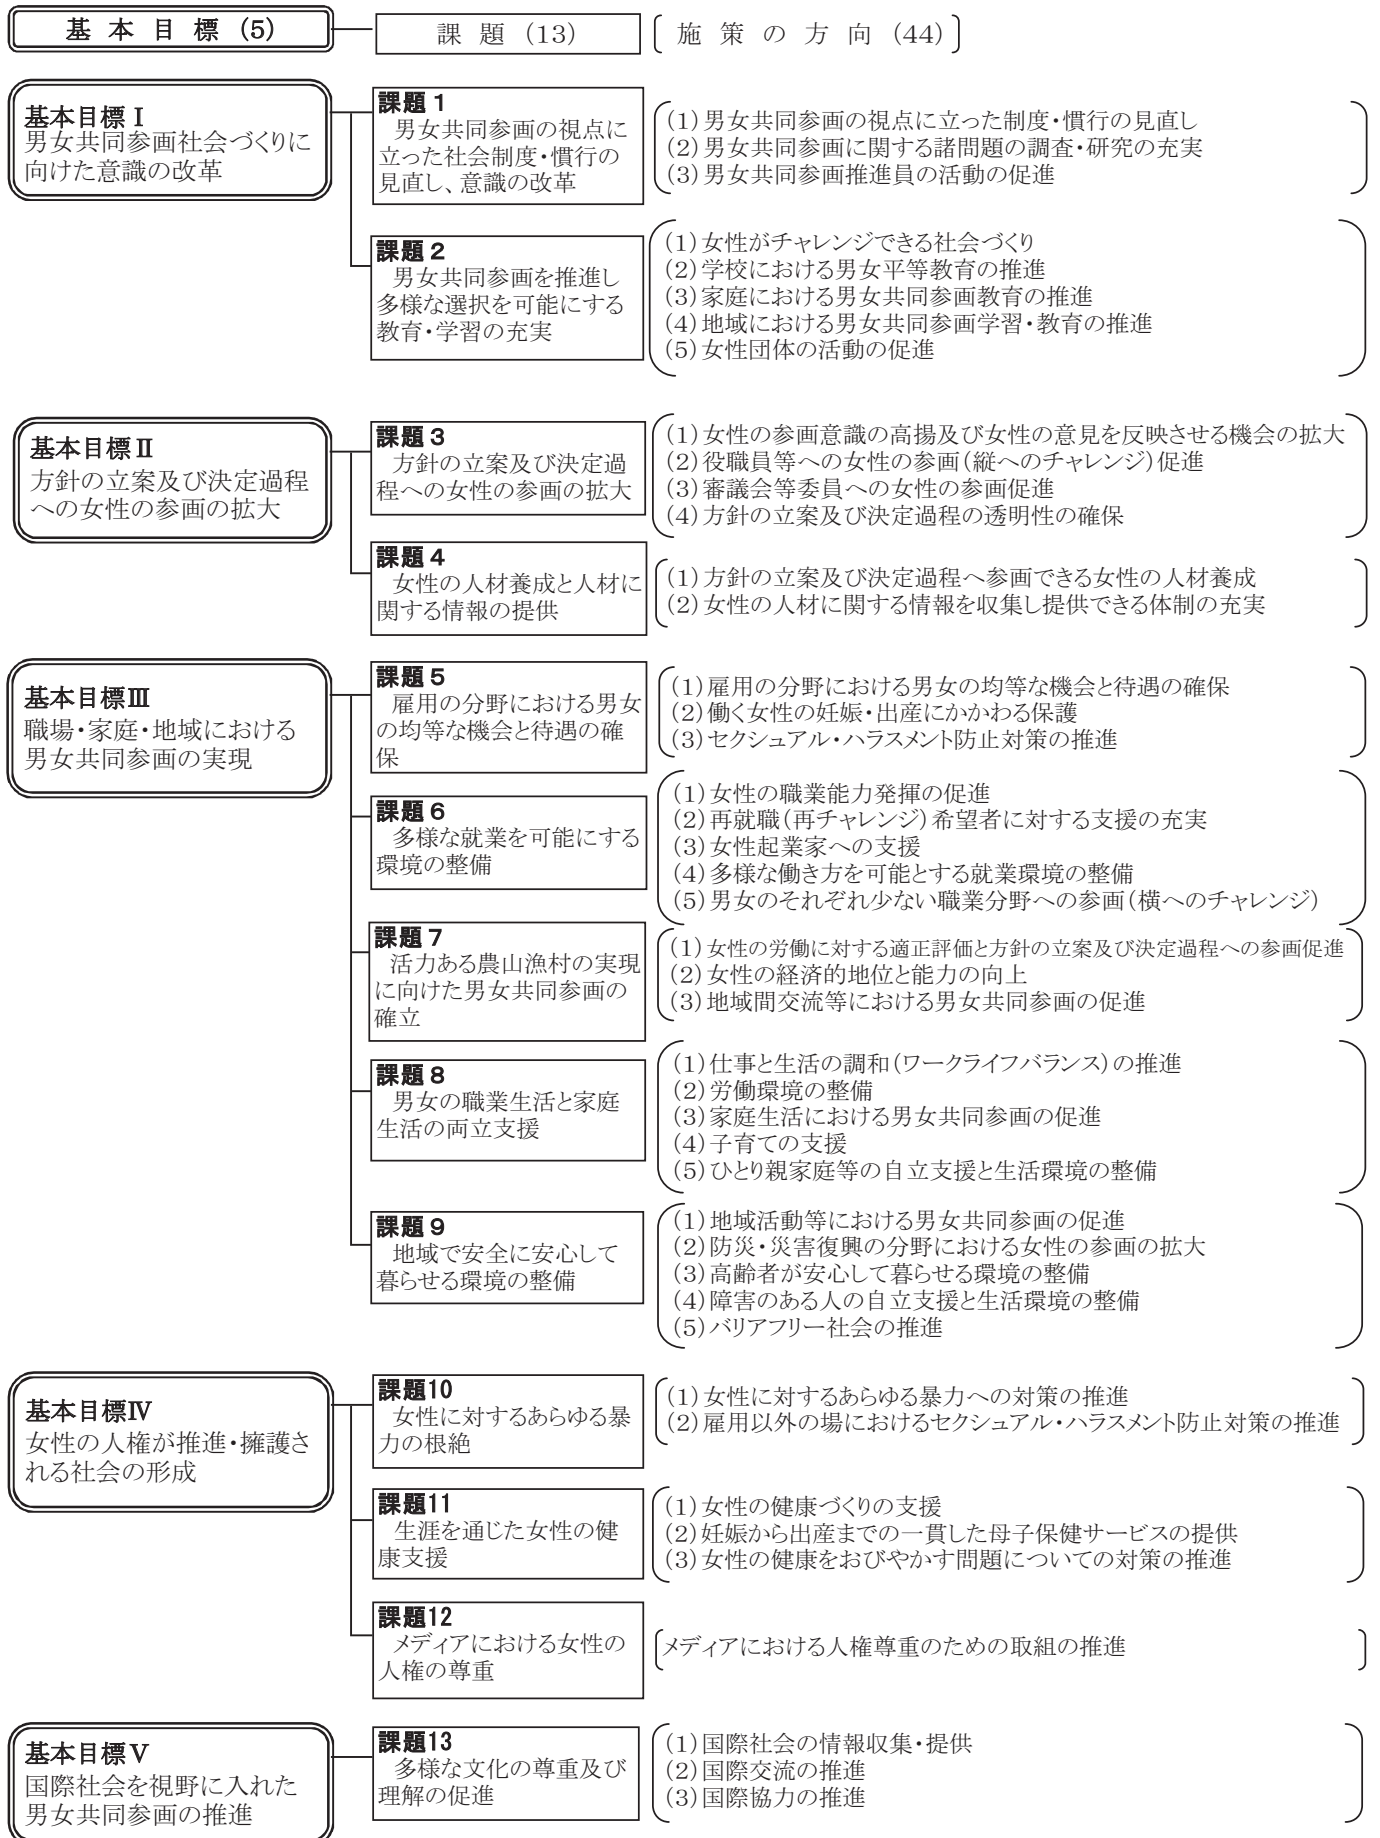 基本目標 (5)
課題 (13)
施策の方向 (44)
基本目標Ⅰ
男女共同参画社会づくりに
向けた意識の改革
課題1
男女共同参画の視点に
立った社会制度・慣行の
見直し、意識の改革
(1)男女共同参画の視点に立った制度・慣行の見直し
(2)男女共同参画に関する諸問題の調査・研究の充実
(3)男女共同参画推進員の活動の促進
課題2
男女共同参画を推進し
多様な選択を可能にする
教育・学習の充実
(1)女性がチャレンジできる社会づくり
(2)学校における男女平等教育の推進
(3)家庭における男女共同参画教育の推進
(4)地域における男女共同参画学習・教育の推進
(5)女性団体の活動の促進
基本目標Ⅱ
方針の立案及び決定過程
への女性の参画の拡大
課題3
方針の立案及び決定過
程への女性の参画の拡大
(1)女性の参画意識の高揚及び女性の意見を反映させる機会の拡大
(2)役職員等への女性の参画(縦へのチャレンジ)促進
(3)審議会等委員への女性の参画促進
(4)方針の立案及び決定過程の透明性の確保
課題4
女性の人材養成と人材に
関する情報の提供
(1)方針の立案及び決定過程へ参画できる女性の人材養成
(2)女性の人材に関する情報を収集し提供できる体制の充実
基本目標Ⅲ
職場・家庭・地域における
男女共同参画の実現
課題5
雇用の分野における男女
の均等な機会と待遇の確
保
(1)雇用の分野における男女の均等な機会と待遇の確保
(2)働く女性の妊娠・出産にかかわる保護
(3)セクシュアル・ハラスメント防止対策の推進
課題6
多様な就業を可能にする
環境の整備
(1)女性の職業能力発揮の促進
(2)再就職(再チャレンジ)希望者に対する支援の充実
(3)女性起業家への支援
(4)多様な働き方を可能とする就業環境の整備
(5)男女のそれぞれ少ない職業分野への参画(横へのチャレンジ)
課題7
活力ある農山漁村の実現
に向けた男女共同参画の
確立
(1)女性の労働に対する適正評価と方針の立案及び決定過程への参画促進
(2)女性の経済的地位と能力の向上
(3)地域間交流等における男女共同参画の促進
課題8
男女の職業生活と家庭
生活の両立支援
(1)仕事と生活の調和(ワークライフバランス)の推進
(2)労働環境の整備
(3)家庭生活における男女共同参画の促進
(4)子育ての支援
(5)ひとり親家庭等の自立支援と生活環境の整備
課題9
地域で安全に安心して
暮らせる環境の整備
(1)地域活動等における男女共同参画の促進
(2)防災・災害復興の分野における女性の参画の拡大
(3)高齢者が安心して暮らせる環境の整備
(4)障害のある人の自立支援と生活環境の整備
(5)バリアフリー社会の推進
基本目標Ⅳ
女性の人権が推進・擁護さ
れる社会の形成
課題10
女性に対するあらゆる暴
力の根絶
(1)女性に対するあらゆる暴力への対策の推進
(2)雇用以外の場におけるセクシュアル・ハラスメント防止対策の推進
課題11
生涯を通じた女性の健
康支援
(1)女性の健康づくりの支援
(2)妊娠から出産までの一貫した母子保健サービスの提供
(3)女性の健康をおびやかす問題についての対策の推進
課題12
メディアにおける女性の
人権の尊重
メディアにおける人権尊重のための取組の推進
基本目標Ⅴ
国際社会を視野に入れた
男女共同参画の推進
課題13
多様な文化の尊重及び
理解の促進
(1)国際社会の情報収集・提供
(2)国際交流の推進
(3)国際協力の推進